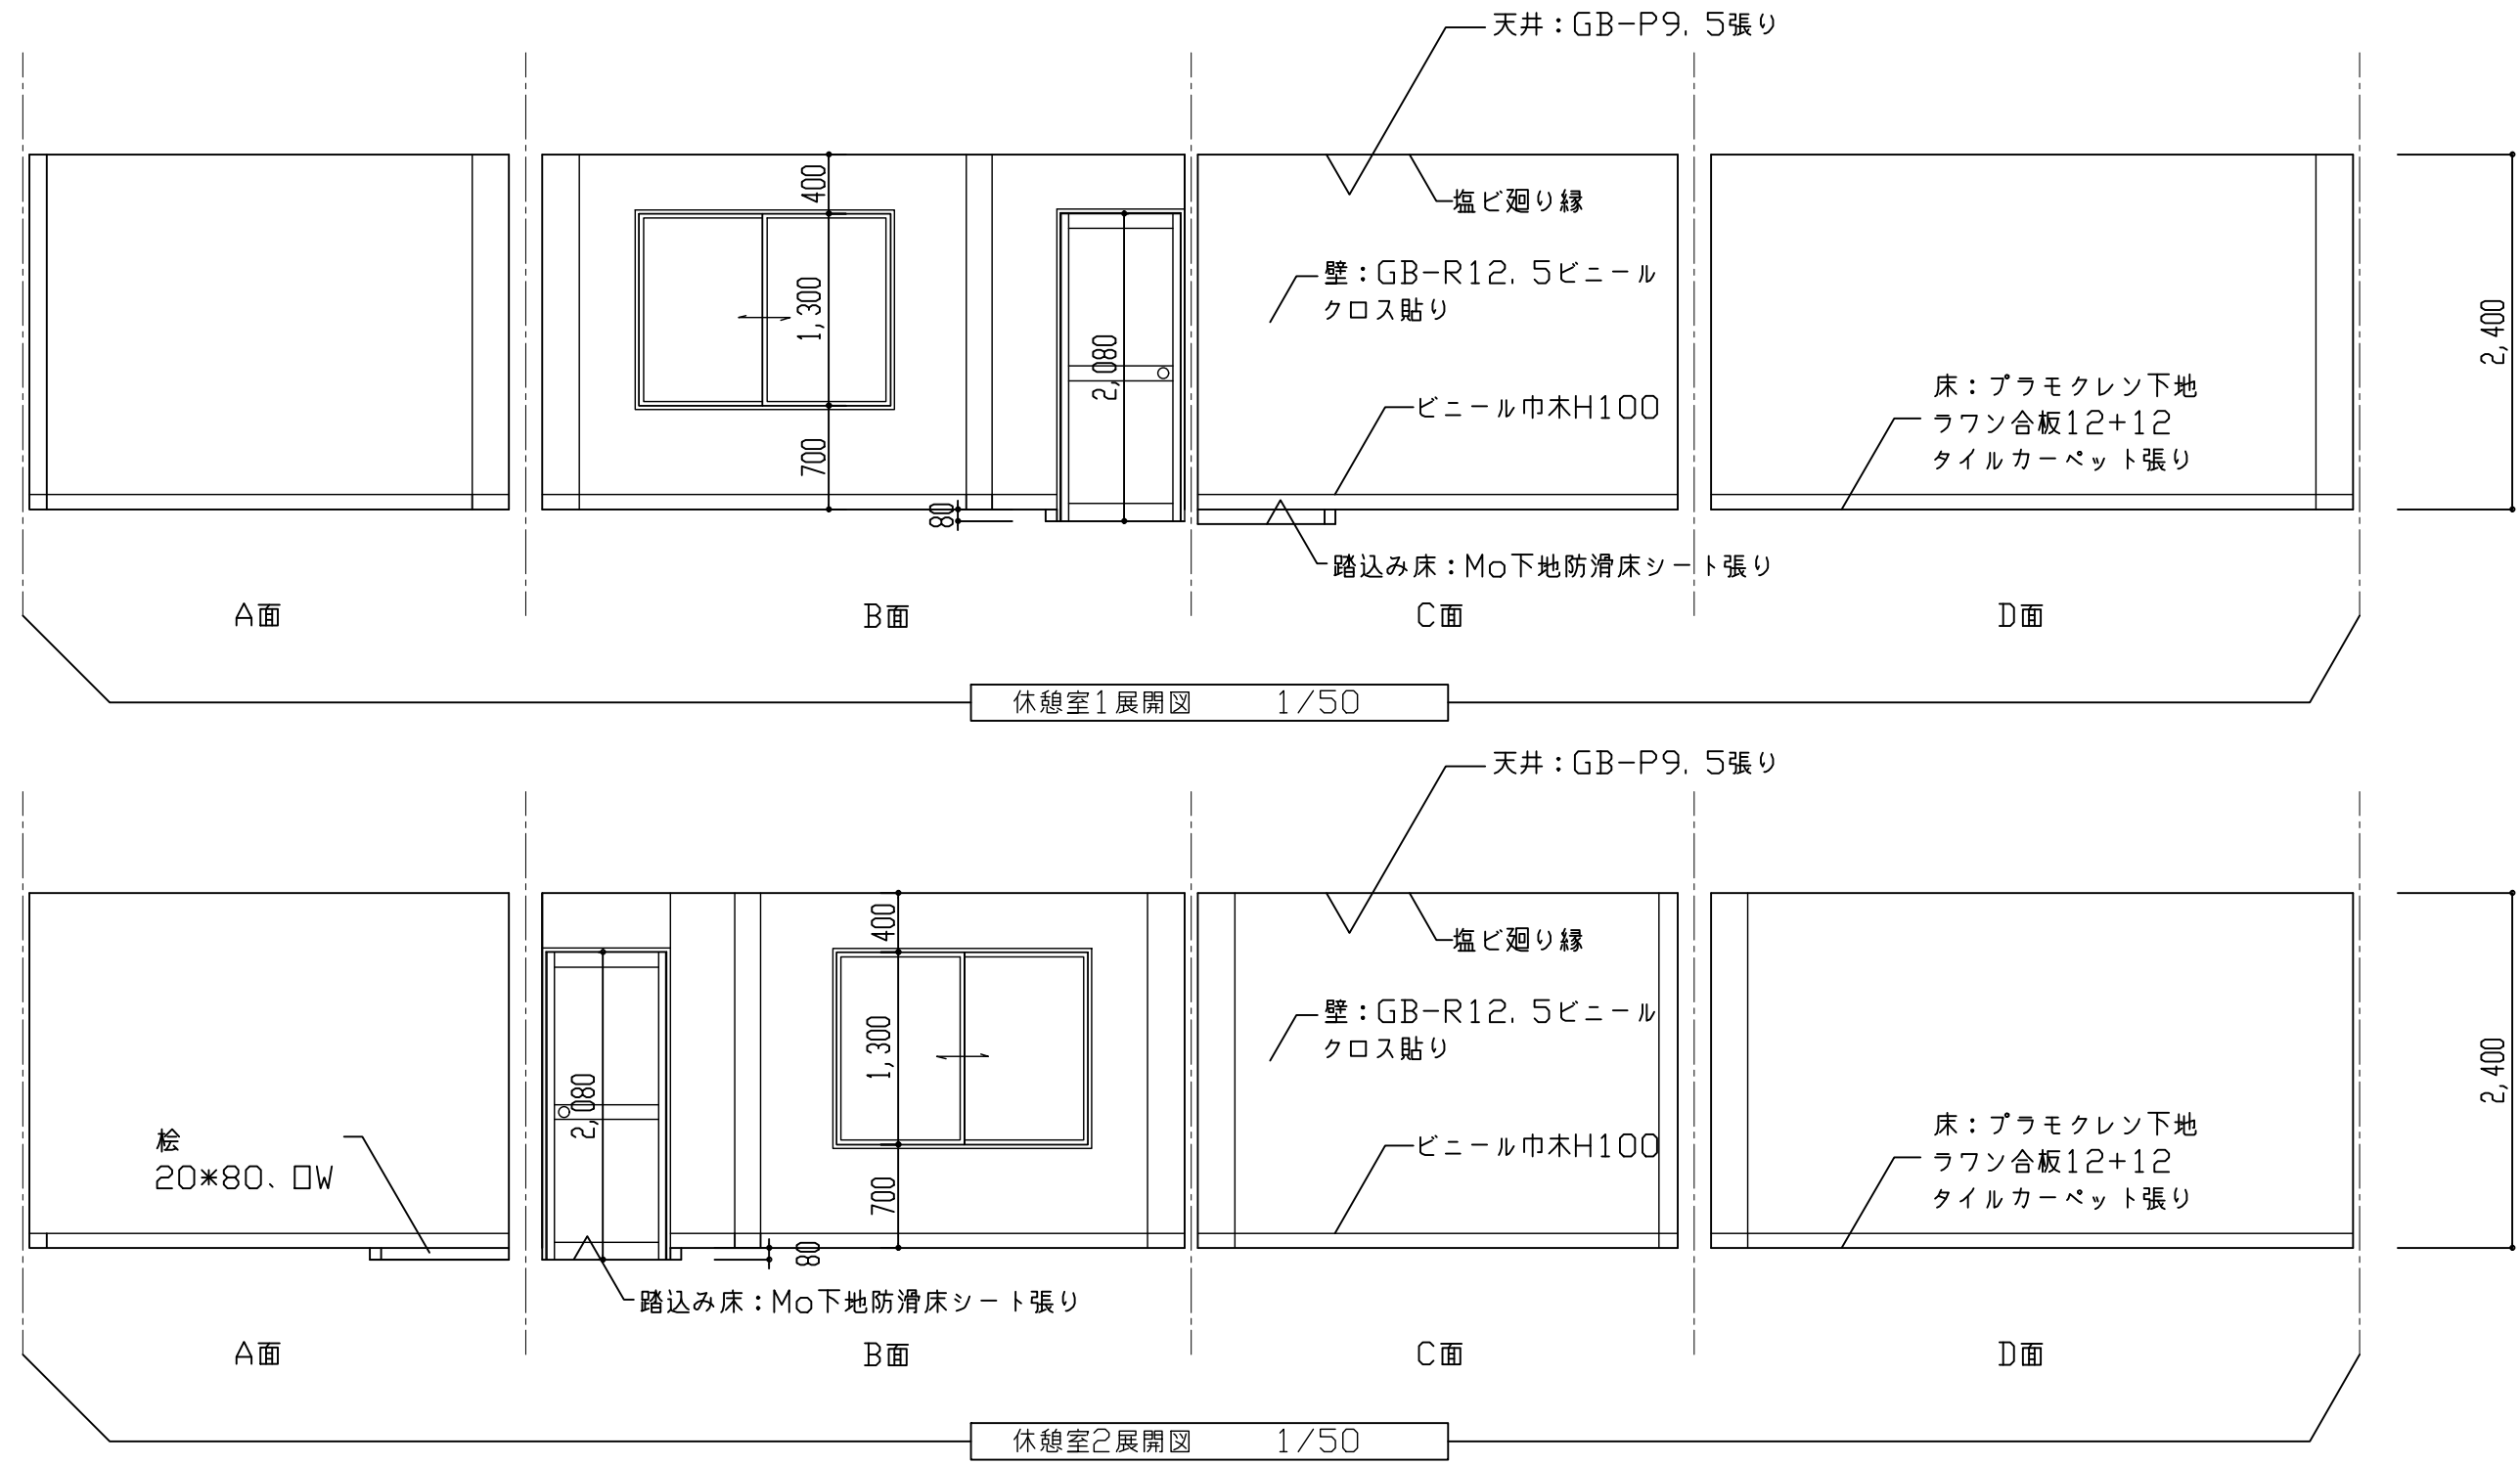 天井：GB-P9．5張り
400
塩ビ廻り縁
壁：GB-R12．5ビニール
クロス貼り
1,300
2,080
2,400
床：プラモクレン下地
ラワン合板12+12
タイルカーペット張り
ビニール巾木H100
700
80
踏込み床：Mo下地防滑床シート張り
A面
B面
C面
D面
休憩室1展開図 1/50
天井：GB-P9．5張り
400
塩ビ廻り縁
壁：GB-R12．5ビニール
クロス貼り
1,300
2,080
2,400
桧
20*80、OW
ビニール巾木H100
床：プラモクレン下地
ラワン合板12+12
タイルカーペット張り
700
80
踏込み床：Mo下地防滑床シート張り
A面
B面
C面
D面
休憩室2展開図 1/50